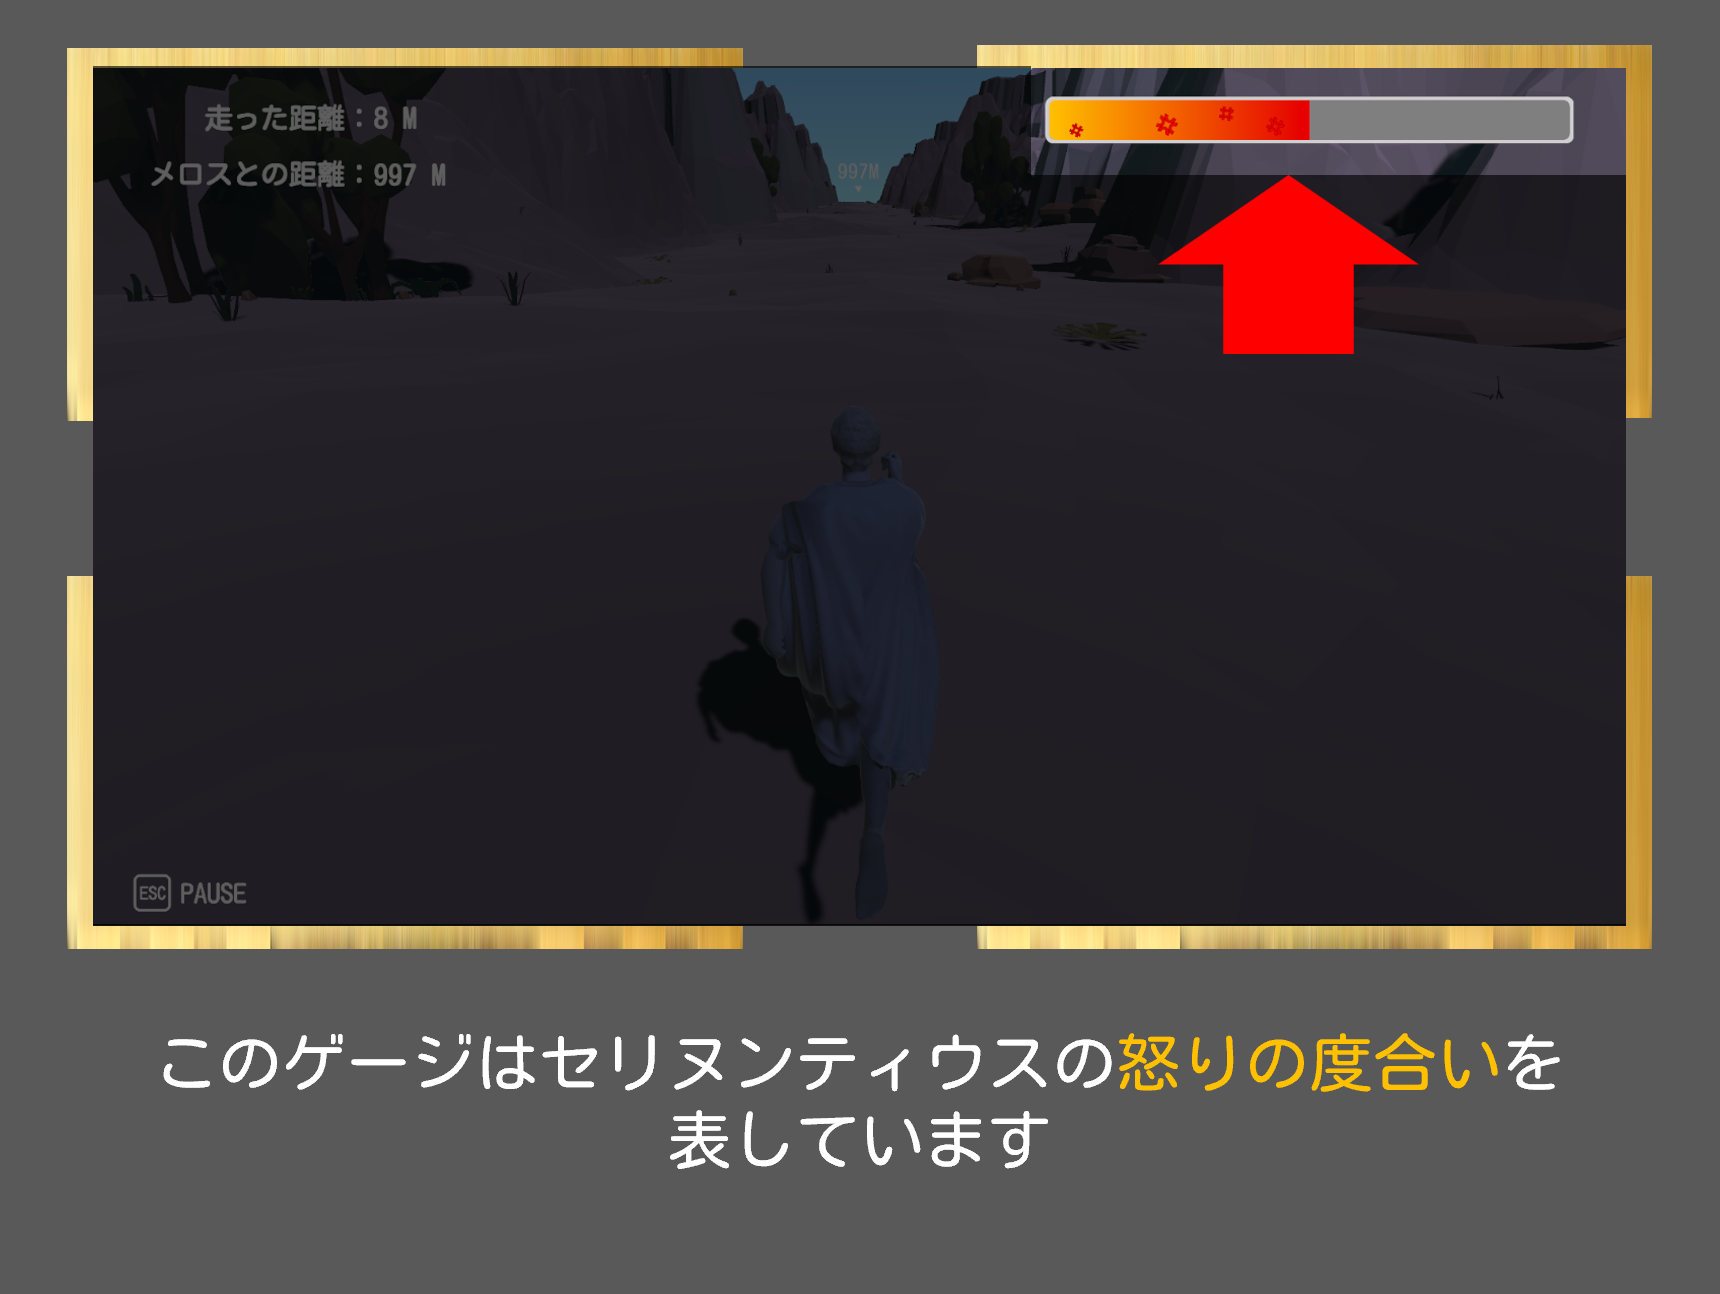 走った距離：8 M
メロスとの距離：997 M
997M
ESC PAUSE
このゲージはセリヌンティウスの怒りの度合いを
表しています